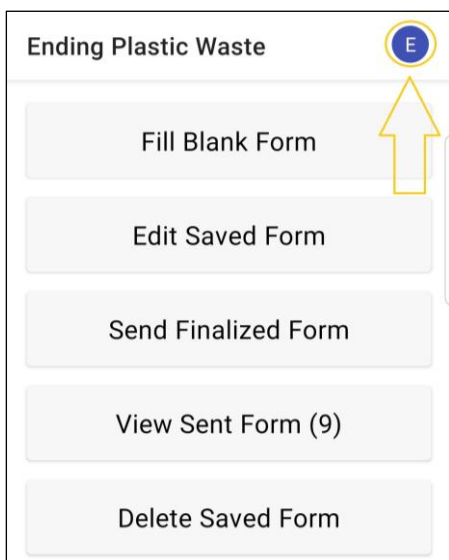 Ending Plastic Waste E
Fill Blank Form
Edit Saved Form
Send Finalized Form
View Sent Form (9)
Delete Saved Form